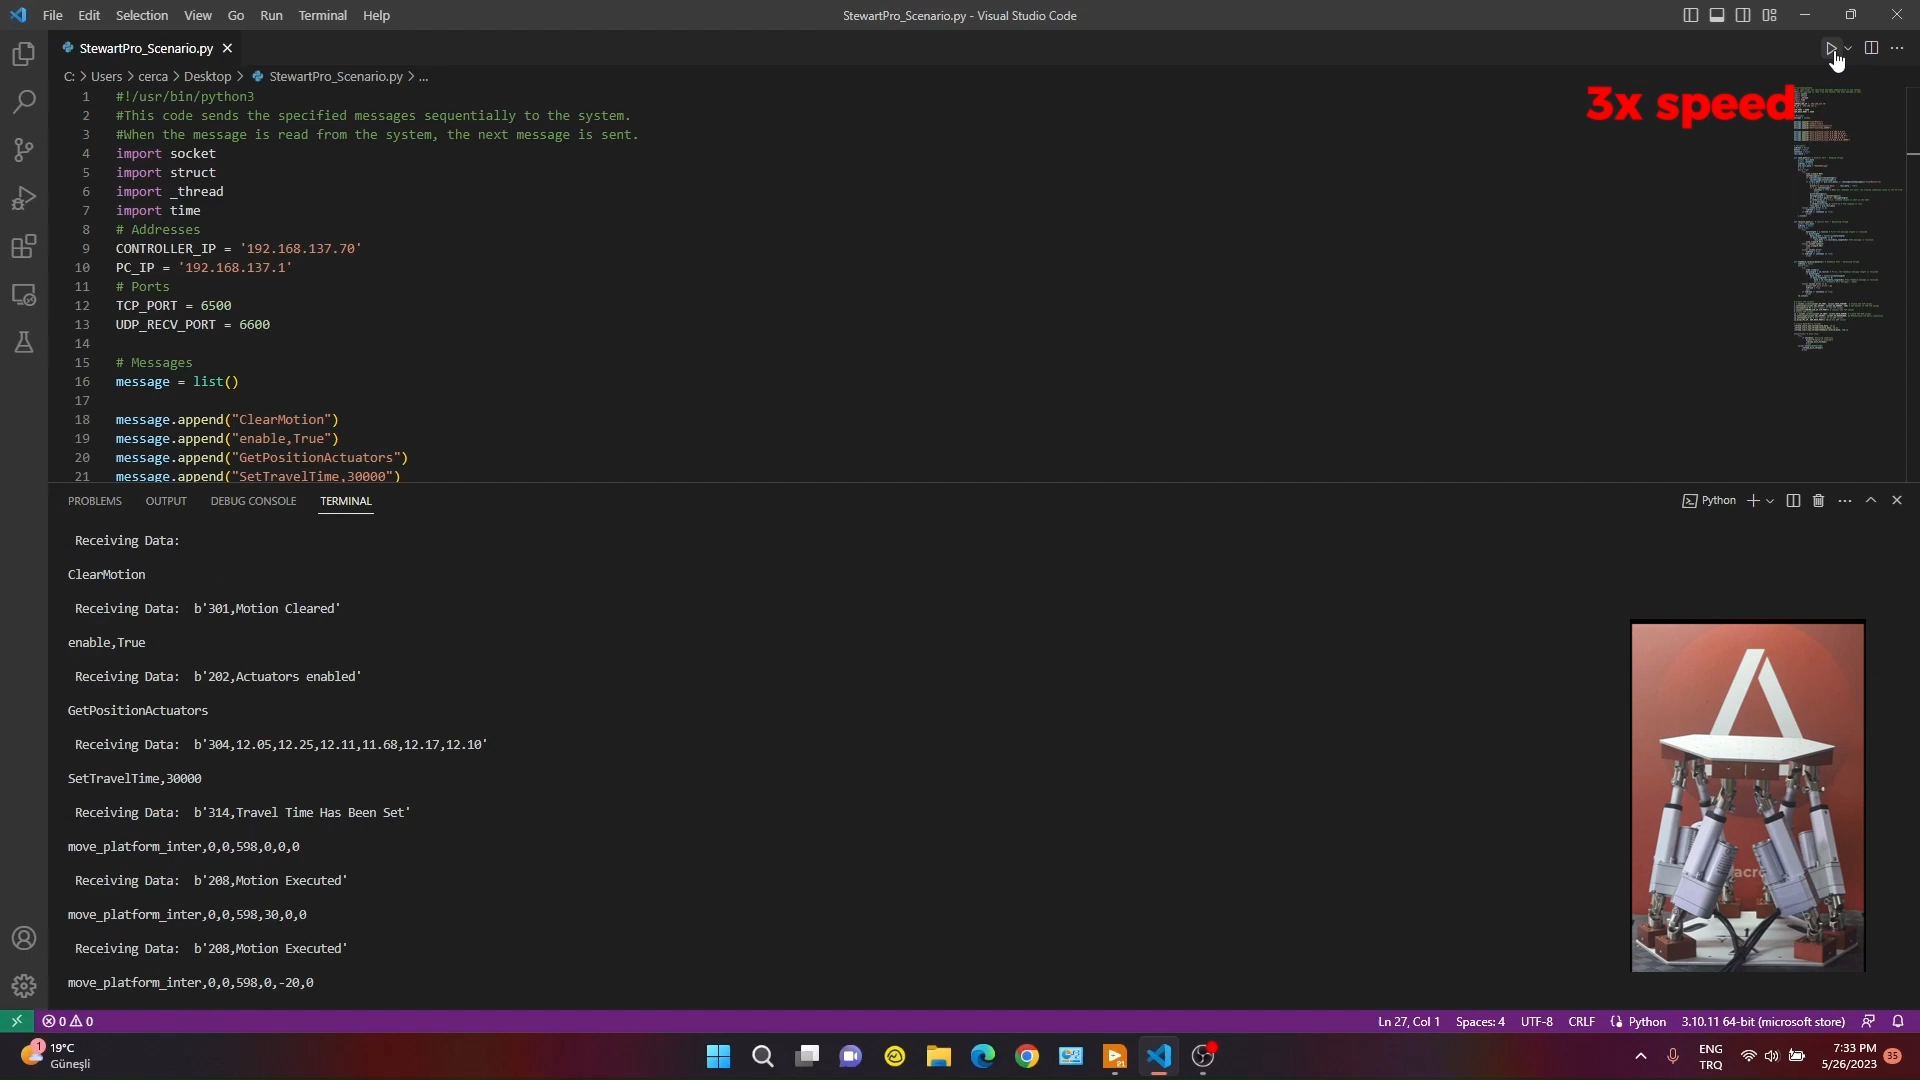 File Edit Selection View Go Run Terminal Help
StewartPro_Scenario.py - Visual Studio Code
StewartPro_Scenario.py
C: > Users > cerca > Desktop > StewartPro_Scenario.py > ...
3x speed
1 #!/usr/bin/python3
2 #This code sends the specified messages sequentially to the system.
3 #When the message is read from the system, the next message is sent.
4 import socket
5 import struct
6 import _thread
7 import time
8 # Addresses
9 CONTROLLER_IP = '192.168.137.70'
10 PC_IP = '192.168.137.1'
11 # Ports
12 TCP_PORT = 6500
13 UDP_RECV_PORT = 6600
14
15 # Messages
16 message = list()
17
18 message.append("ClearMotion")
19 message.append("enable,True")
20 message.append("GetPositionActuators")
21 message.append("SetTravelTime,30000")
PROBLEMS OUTPUT DEBUG CONSOLE TERMINAL
Python
Receiving Data:
ClearMotion
Receiving Data: b'301,Motion Cleared'
enable,True
Receiving Data: b'202,Actuators enabled'
GetPositionActuators
Receiving Data: b'304,12.05,12.25,12.11,11.68,12.17,12.10'
SetTravelTime,30000
Receiving Data: b'314,Travel Time Has Been Set'
move_platform_inter,0,0,598,0,0,0
Receiving Data: b'208,Motion Executed'
move_platform_inter,0,0,598,30,0,0
Receiving Data: b'208,Motion Executed'
move_platform_inter,0,0,598,0,-20,0
0 0
Ln 27, Col 1 Spaces: 4 UTF-8 CRLF Python 3.10.11 64-bit (microsoft store)
1
19°C
Güneşli
ENG
TRQ
7:33 PM
5/26/2023
35